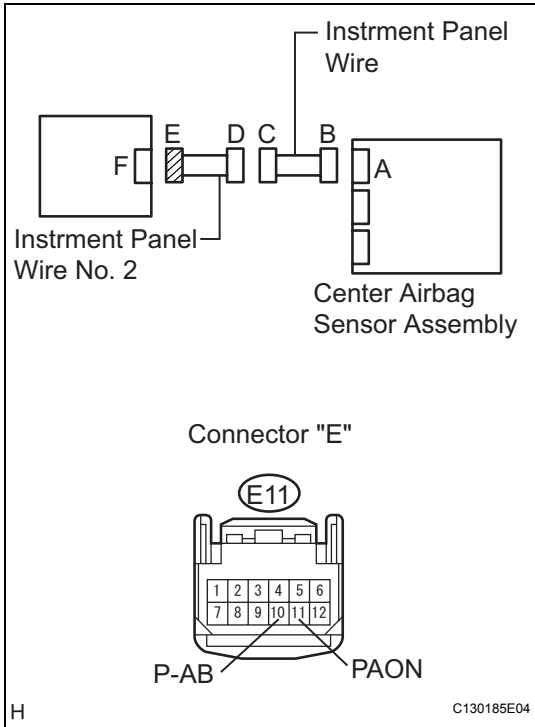 Instrment Panel
Wire
E D C B
F A
Instrment Panel
Wire No. 2
Center Airbag
Sensor Assembly
Connector "E"
E11
1 2 3 4 5 6
7 8 9 10 11 12
P-AB PAON
H C130185E04